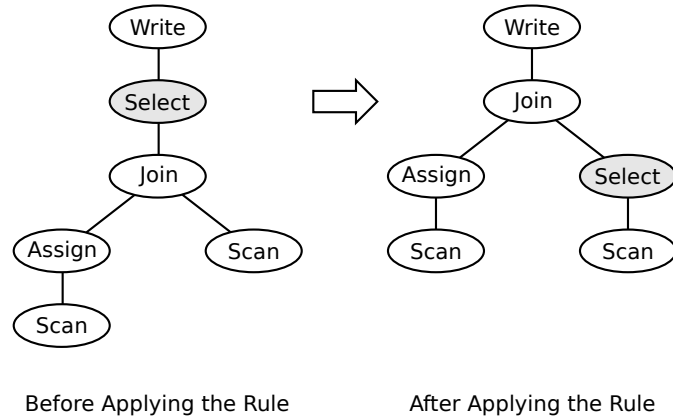 Write
Select
Join
Assign
Scan
Scan
Before Applying the Rule
Write
Join
Assign
Select
Scan
Scan
After Applying the Rule